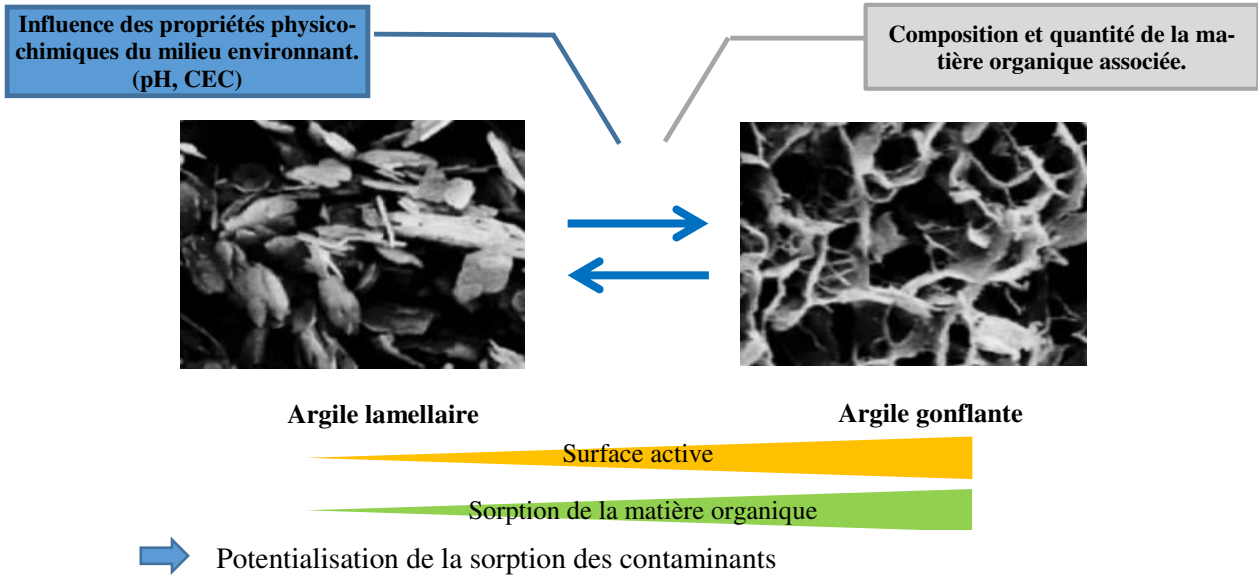 Influence des propriétés physico-
chimiques du milieu environnant.
(pH, CEC)
Composition et quantité de la ma-
tière organique associée.
Argile lamellaire
Argile gonflante
Surface active
Sorption de la matière organique
Potentialisation de la sorption des contaminants